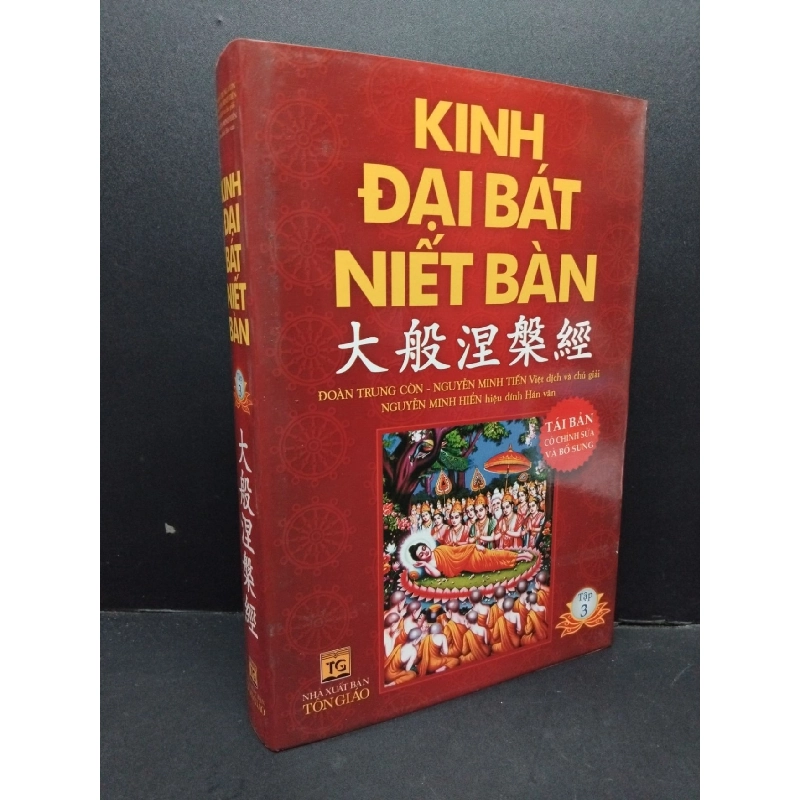 KINH
ĐẠI BÁT
NIẾT BÀN
大般涅槃經
ĐOÀN TRUNG CÒN - NGUYỄN MINH TIẾN Việt dịch và chú giải
NGUYỄN MINH HIỂN hiệu đính Hán văn
TÁI BẢN
CÓ CHỈNH SỬA
VÀ BỔ SUNG
Tập
3
TG
NHÀ XUẤT BẢN
TÔN GIÁO
KINH
ĐẠI
BÁT
NIẾT
BÀN
3
大般涅槃經